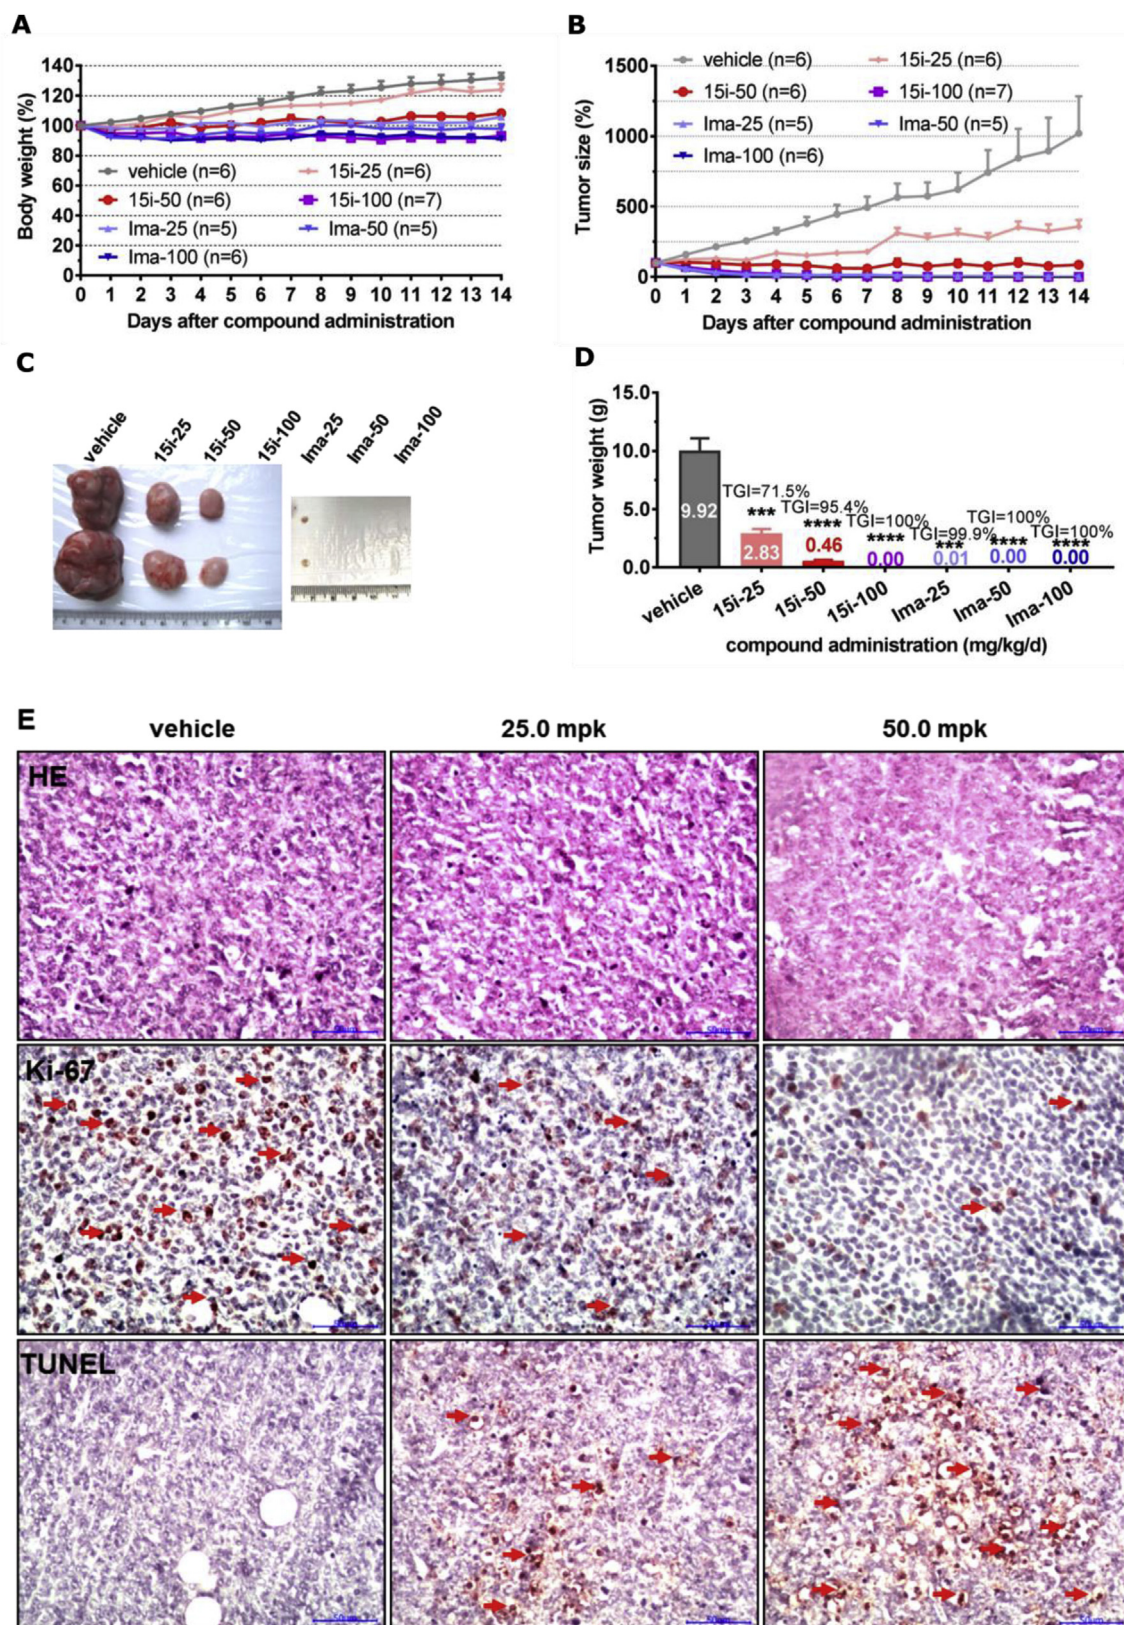 A
140
120
100
80
60
40
20
0
Body weight (%)
vehicle (n=6)
15i-25 (n=6)
15i-50 (n=6)
15i-100 (n=7)
Ima-25 (n=5)
Ima-50 (n=5)
Ima-100 (n=6)
0 1 2 3 4 5 6 7 8 9 10 11 12 13 14
Days after compound administration
B
1500
1000
500
0
Tumor size (%)
vehicle (n=6)
15i-25 (n=6)
15i-50 (n=6)
15i-100 (n=7)
Ima-25 (n=5)
Ima-50 (n=5)
Ima-100 (n=6)
0 1 2 3 4 5 6 7 8 9 10 11 12 13 14
Days after compound administration
C
vehicle
15i-25
15i-50
15i-100
Ima-25
Ima-50
Ima-100
D
15.0
10.0
5.0
0.0
Tumor weight (g)
9.92
TGI=71.5%
***
2.83
TGI=95.4%
****
0.46
TGI=100%
****
0.00
TGI=99.9%
***
0.01
TGI=100%
****
0.00
TGI=100%
****
0.00
vehicle
15i-25
15i-50
15i-100
Ima-25
Ima-50
Ima-100
compound administration (mg/kg/d)
E
vehicle
25.0 mpk
50.0 mpk
HE
50um
50um
50um
Ki-67
50um
50um
50um
TUNEL
50um
50um
50um